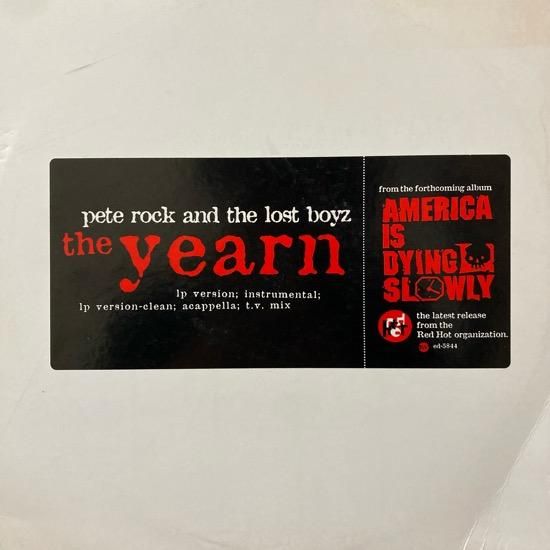 pete rock and the lost boyz
the yearn
lp version; instrumental;
lp version-clean; acappella; t.v. mix
from the forthcoming album
AMERICA
IS
DYING
SLOWLY
the latest release
from the
Red Hot organization.
ed-5844